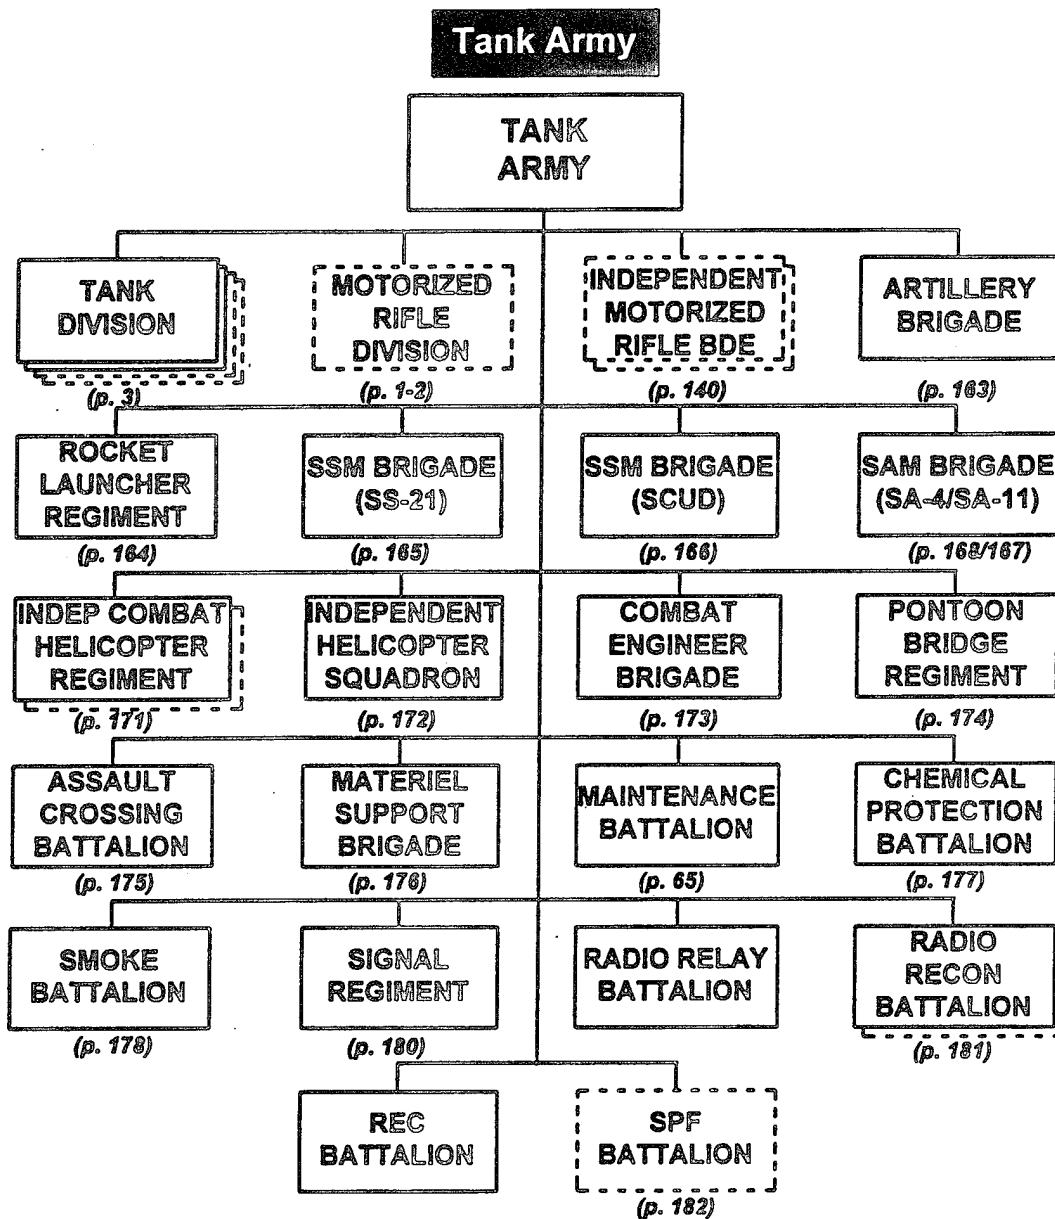 Tank Army
TANK
ARMY
TANK
DIVISION
(p. 3)
MOTORIZED
RIFLE
DIVISION
(p. 1-2)
INDEPENDENT
MOTORIZED
RIFLE BDE
(p. 140)
ARTILLERY
BRIGADE
(p. 163)
ROCKET
LAUNCHER
REGIMENT
(p. 164)
SSM BRIGADE
(SS-21)
(p. 165)
SSM BRIGADE
(SCUD)
(p. 166)
SAM BRIGADE
(SA-4/SA-11)
(p. 168/167)
INDEP COMBAT
HELICOPTER
REGIMENT
(p. 171)
INDEPENDENT
HELICOPTER
SQUADRON
(p. 172)
COMBAT
ENGINEER
BRIGADE
(p. 173)
PONTOON
BRIDGE
REGIMENT
(p. 174)
ASSAULT
CROSSING
BATTALION
(p. 175)
MATERIEL
SUPPORT
BRIGADE
(p. 176)
MAINTENANCE
BATTALION
(p. 65)
CHEMICAL
PROTECTION
BATTALION
(p. 177)
SMOKE
BATTALION
(p. 178)
SIGNAL
REGIMENT
(p. 180)
RADIO RELAY
BATTALION
RADIO
RECON
BATTALION
(p. 181)
REC
BATTALION
SPF
BATTALION
(p. 182)